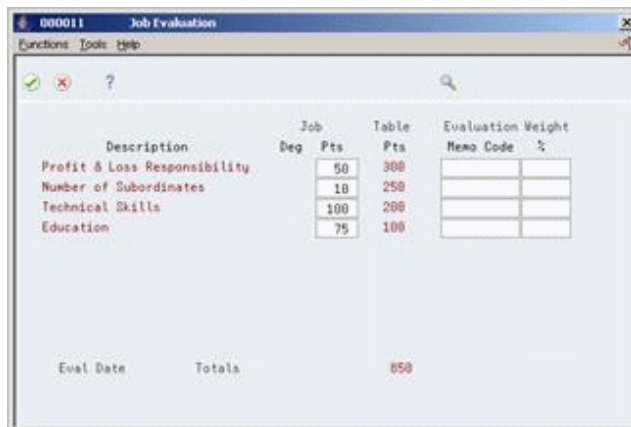 000011 Job Evaluation
Functions Tools Help
?
Job Table Evaluation Weight
Description Deg Pts Pts Memo Code %
Profit & Loss Responsibility 50 300
Number of Subordinates 10 250
Technical Skills 100 200
Education 75 100
Eval Date Totals 850